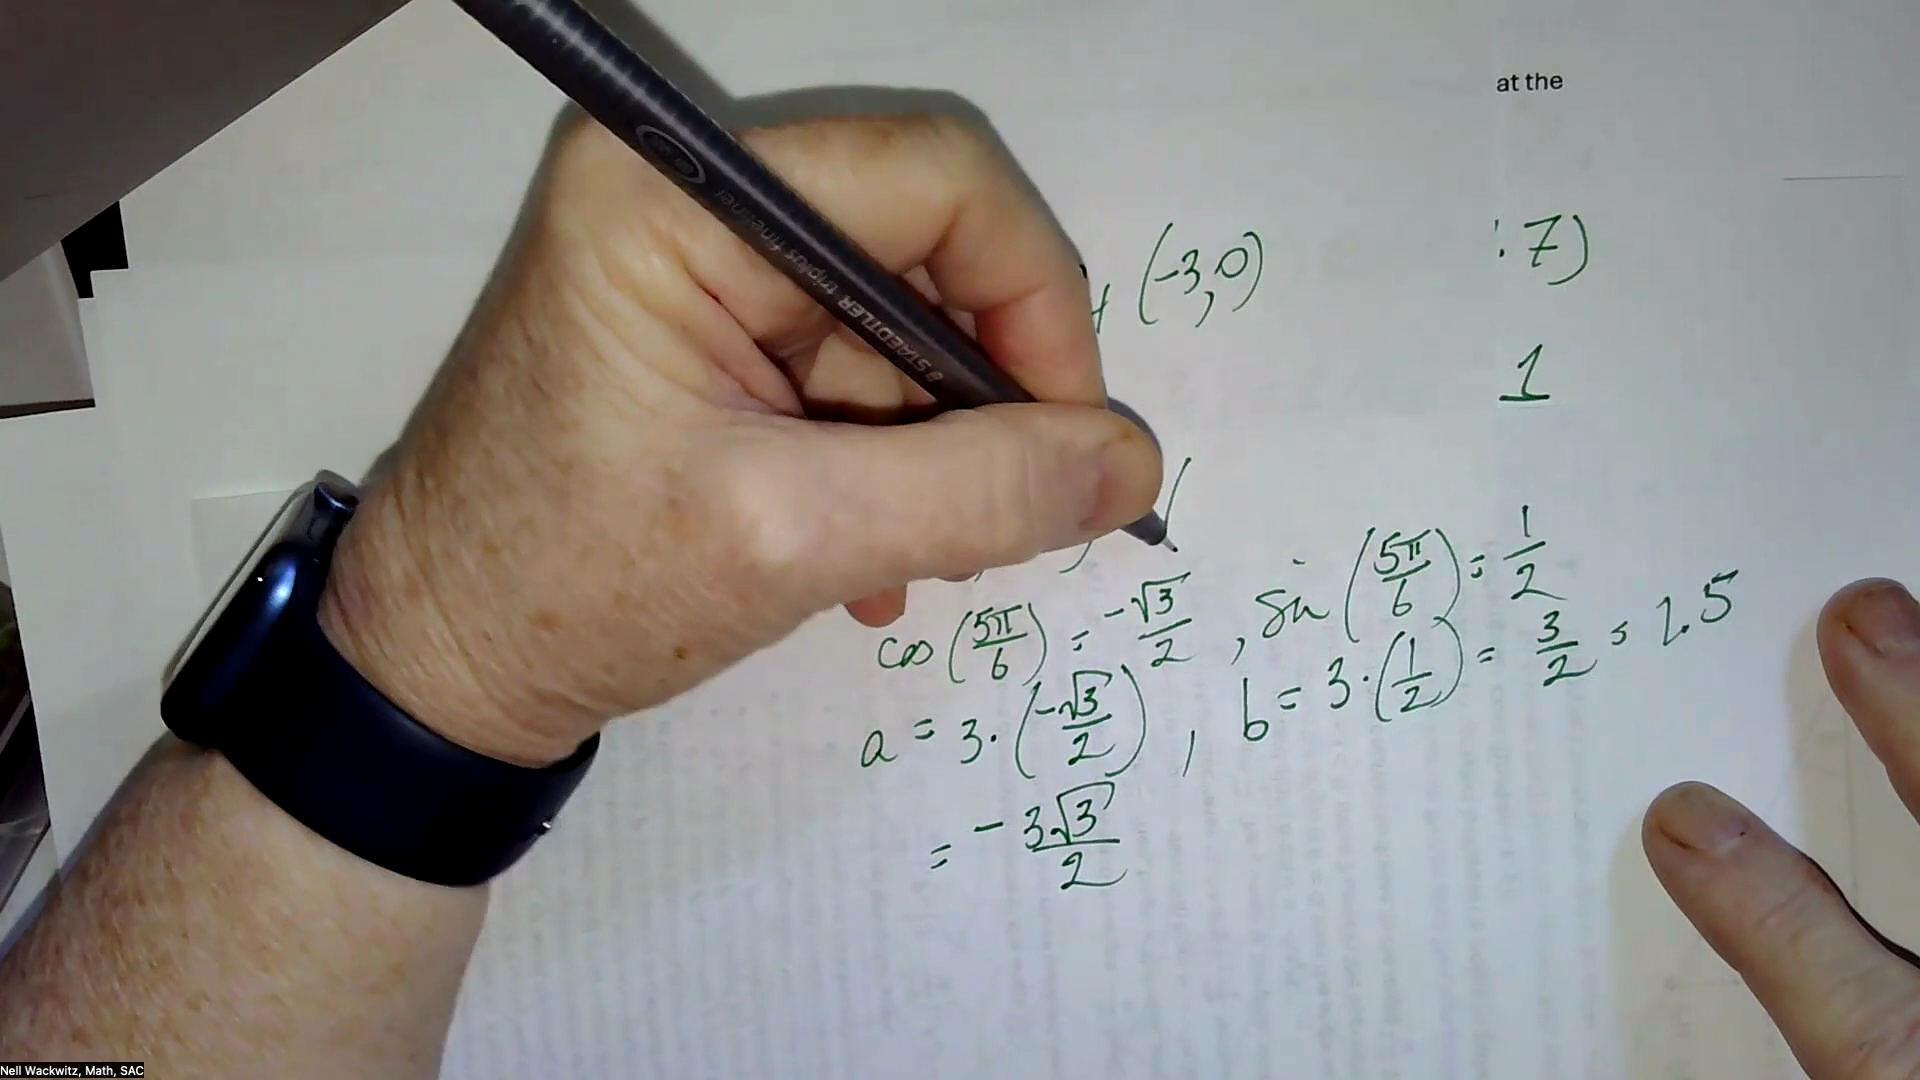 at the
(-3,0)
:7)
1
STAEDTLER triplus fineliner
cos(5π/6) = -√3/2 , sin(5π/6) = 1/2
a = 3·(-√3/2) , b = 3·(1/2) = 3/2 = 1.5
= -3√3/2
Nell Wackwitz, Math, SAC